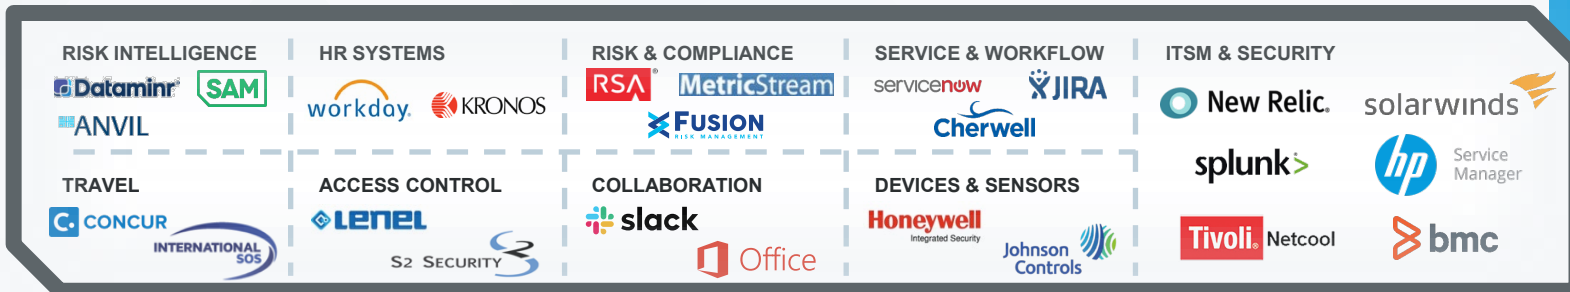 RISK INTELLIGENCE
Dataminr
SAM
ANVIL
HR SYSTEMS
workday.
KRONOS
RISK & COMPLIANCE
RSA
MetricStream
FUSION
RISK MANAGEMENT
SERVICE & WORKFLOW
servicenow
JIRA
Cherwell
ITSM & SECURITY
New Relic.
solarwinds
splunk>
hp
Service
Manager
Tivoli. Netcool
bmc
TRAVEL
C. CONCUR
INTERNATIONAL
SOS
ACCESS CONTROL
LENEL
S2 SECURITY
COLLABORATION
slack
Office
DEVICES & SENSORS
Honeywell
Integrated Security
Johnson
Controls